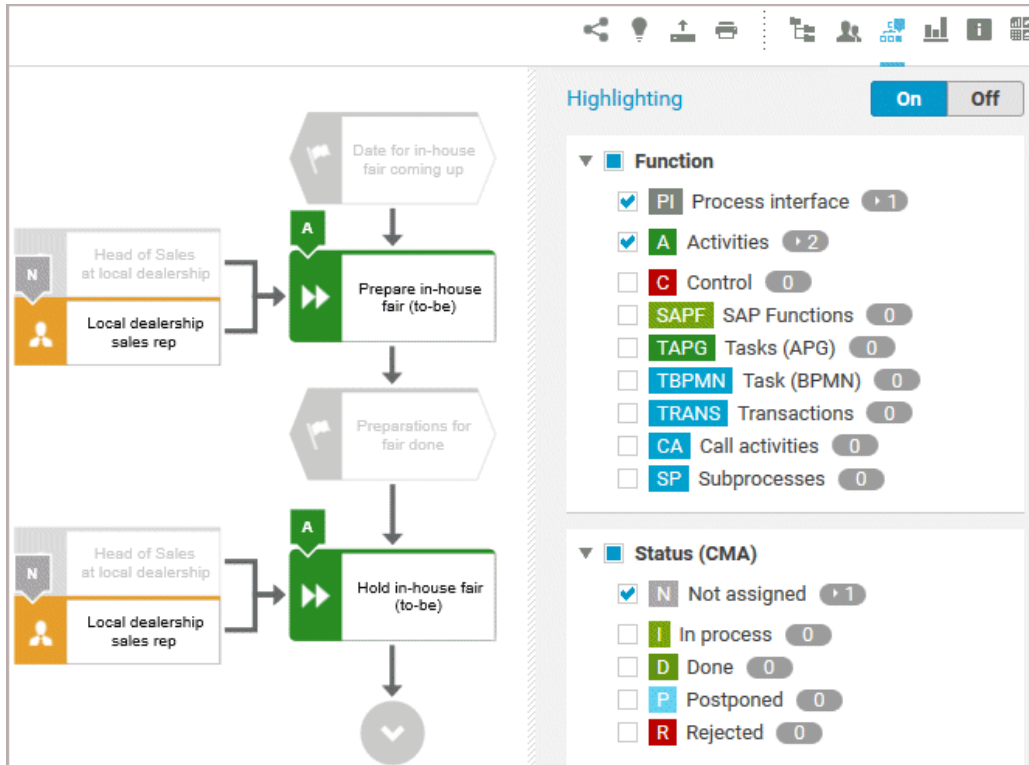 Highlighting
On
Off
Date for in-house
fair coming up
A
Head of Sales
at local dealership
N
Local dealership
sales rep
Prepare in-house
fair (to-be)
Preparations for
fair done
A
Head of Sales
at local dealership
N
Local dealership
sales rep
Hold in-house fair
(to-be)
Function
PI Process interface 1
A Activities 2
C Control 0
SAPF SAP Functions 0
TAPG Tasks (APG) 0
TBPMN Task (BPMN) 0
TRANS Transactions 0
CA Call activities 0
SP Subprocesses 0
Status (CMA)
N Not assigned 1
I In process 0
D Done 0
P Postponed 0
R Rejected 0